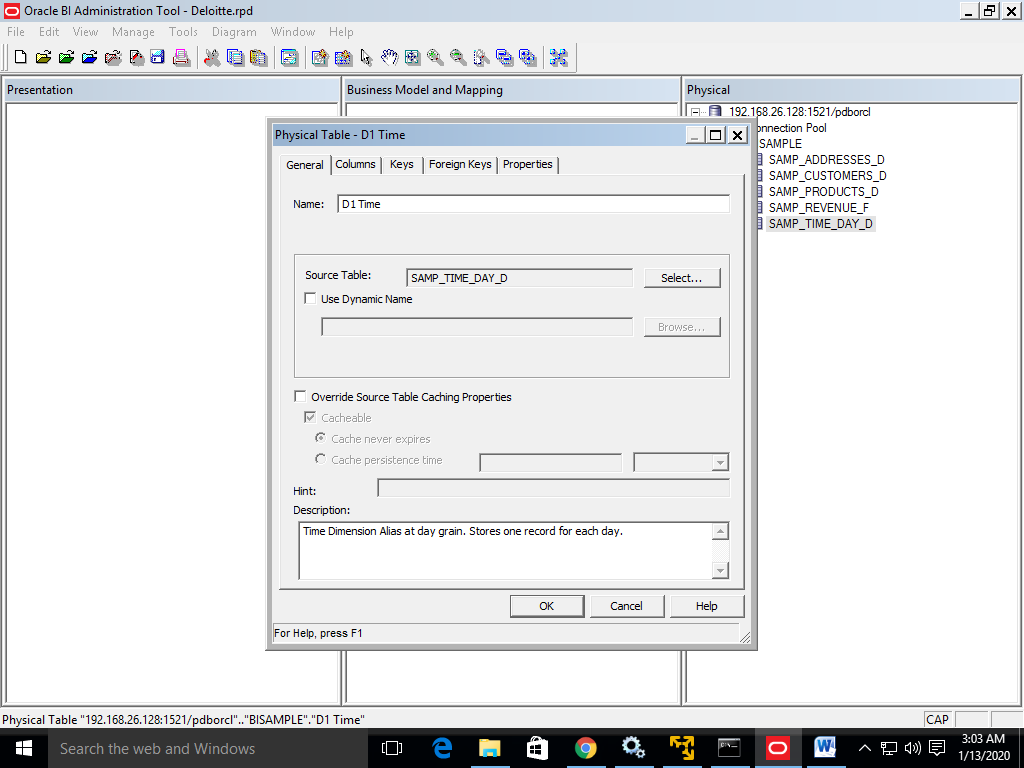 Oracle BI Administration Tool - Deloitte.rpd
File Edit View Manage Tools Diagram Window Help
Presentation
Business Model and Mapping
Physical
192.168.26.128:1521/pdborcl
onnection Pool
SAMPLE
SAMP_ADDRESSES_D
SAMP_CUSTOMERS_D
SAMP_PRODUCTS_D
SAMP_REVENUE_F
SAMP_TIME_DAY_D
Physical Table - D1 Time
General Columns Keys Foreign Keys Properties
Name: D1 Time
Source Table: SAMP_TIME_DAY_D Select...
Use Dynamic Name
Browse...
Override Source Table Caching Properties
Cacheable
Cache never expires
Cache persistence time
Hint:
Description:
Time Dimension Alias at day grain. Stores one record for each day.
OK Cancel Help
For Help, press F1
Physical Table "192.168.26.128:1521/pdborcl".."BISAMPLE"."D1 Time"
CAP
Search the web and Windows
3:03 AM
1/13/2020